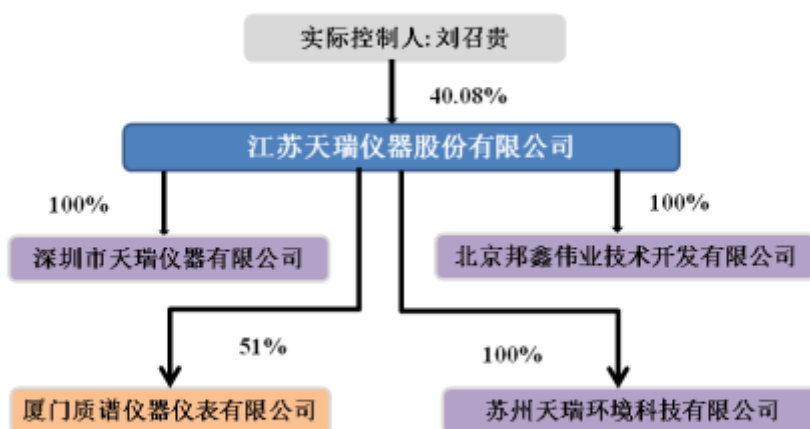 实际控制人:刘召贵
40.08%
江苏天瑞仪器股份有限公司
100%
100%
深圳市天瑞仪器有限公司
北京邦鑫伟业技术开发有限公司
51%
100%
厦门质谱仪器仪表有限公司
苏州天瑞环境科技有限公司